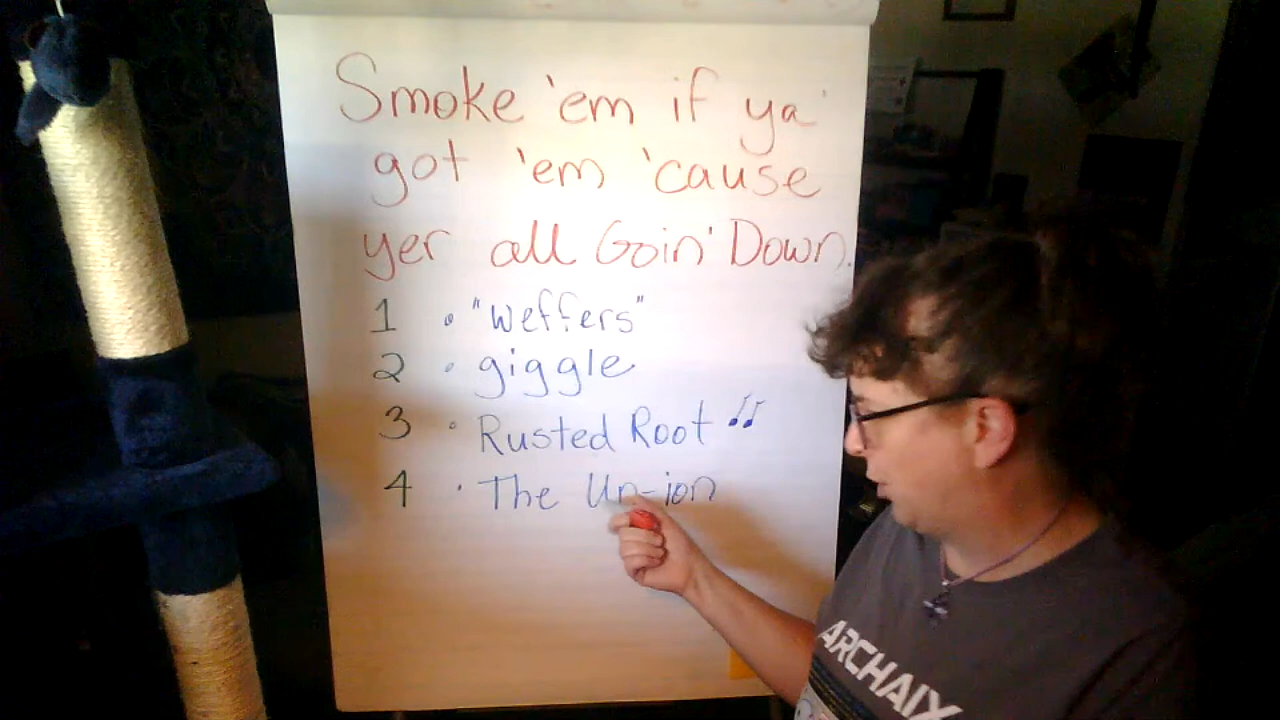 Smoke 'em if ya'
got 'em 'cause
yer all Goin' Down.
1 • "Weffers"
2 • giggle
3 • Rusted Root ♫
4 • The Un-ion
ARCHAIX